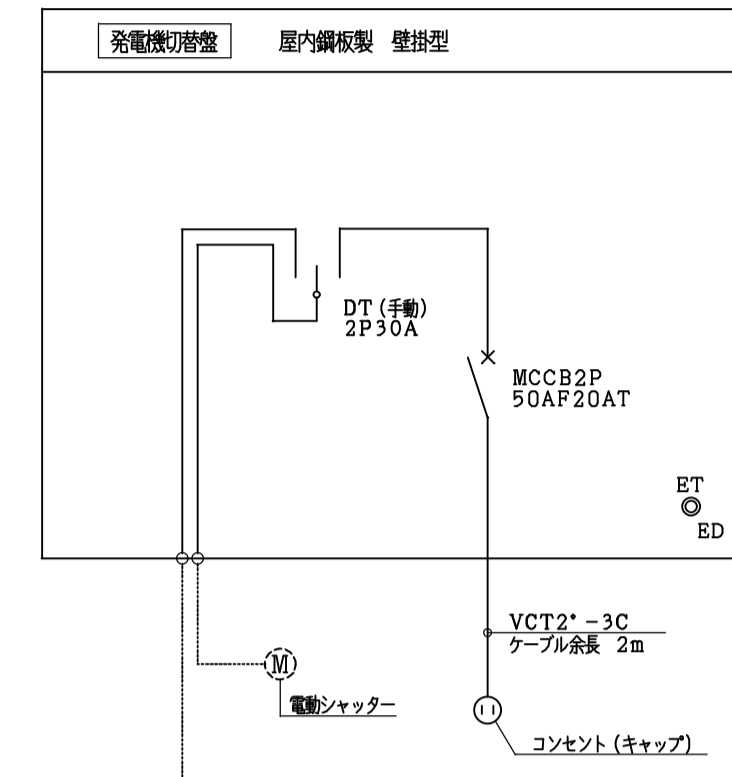 発電機切替盤 屋内鋼板製 壁掛型
DT(手動)
2P30A
MCCB2P
50AF20AT
ET
ED
VCT2°-3C
ケーブル余長 2m
M
電動シャッター
コンセント(キャップ)